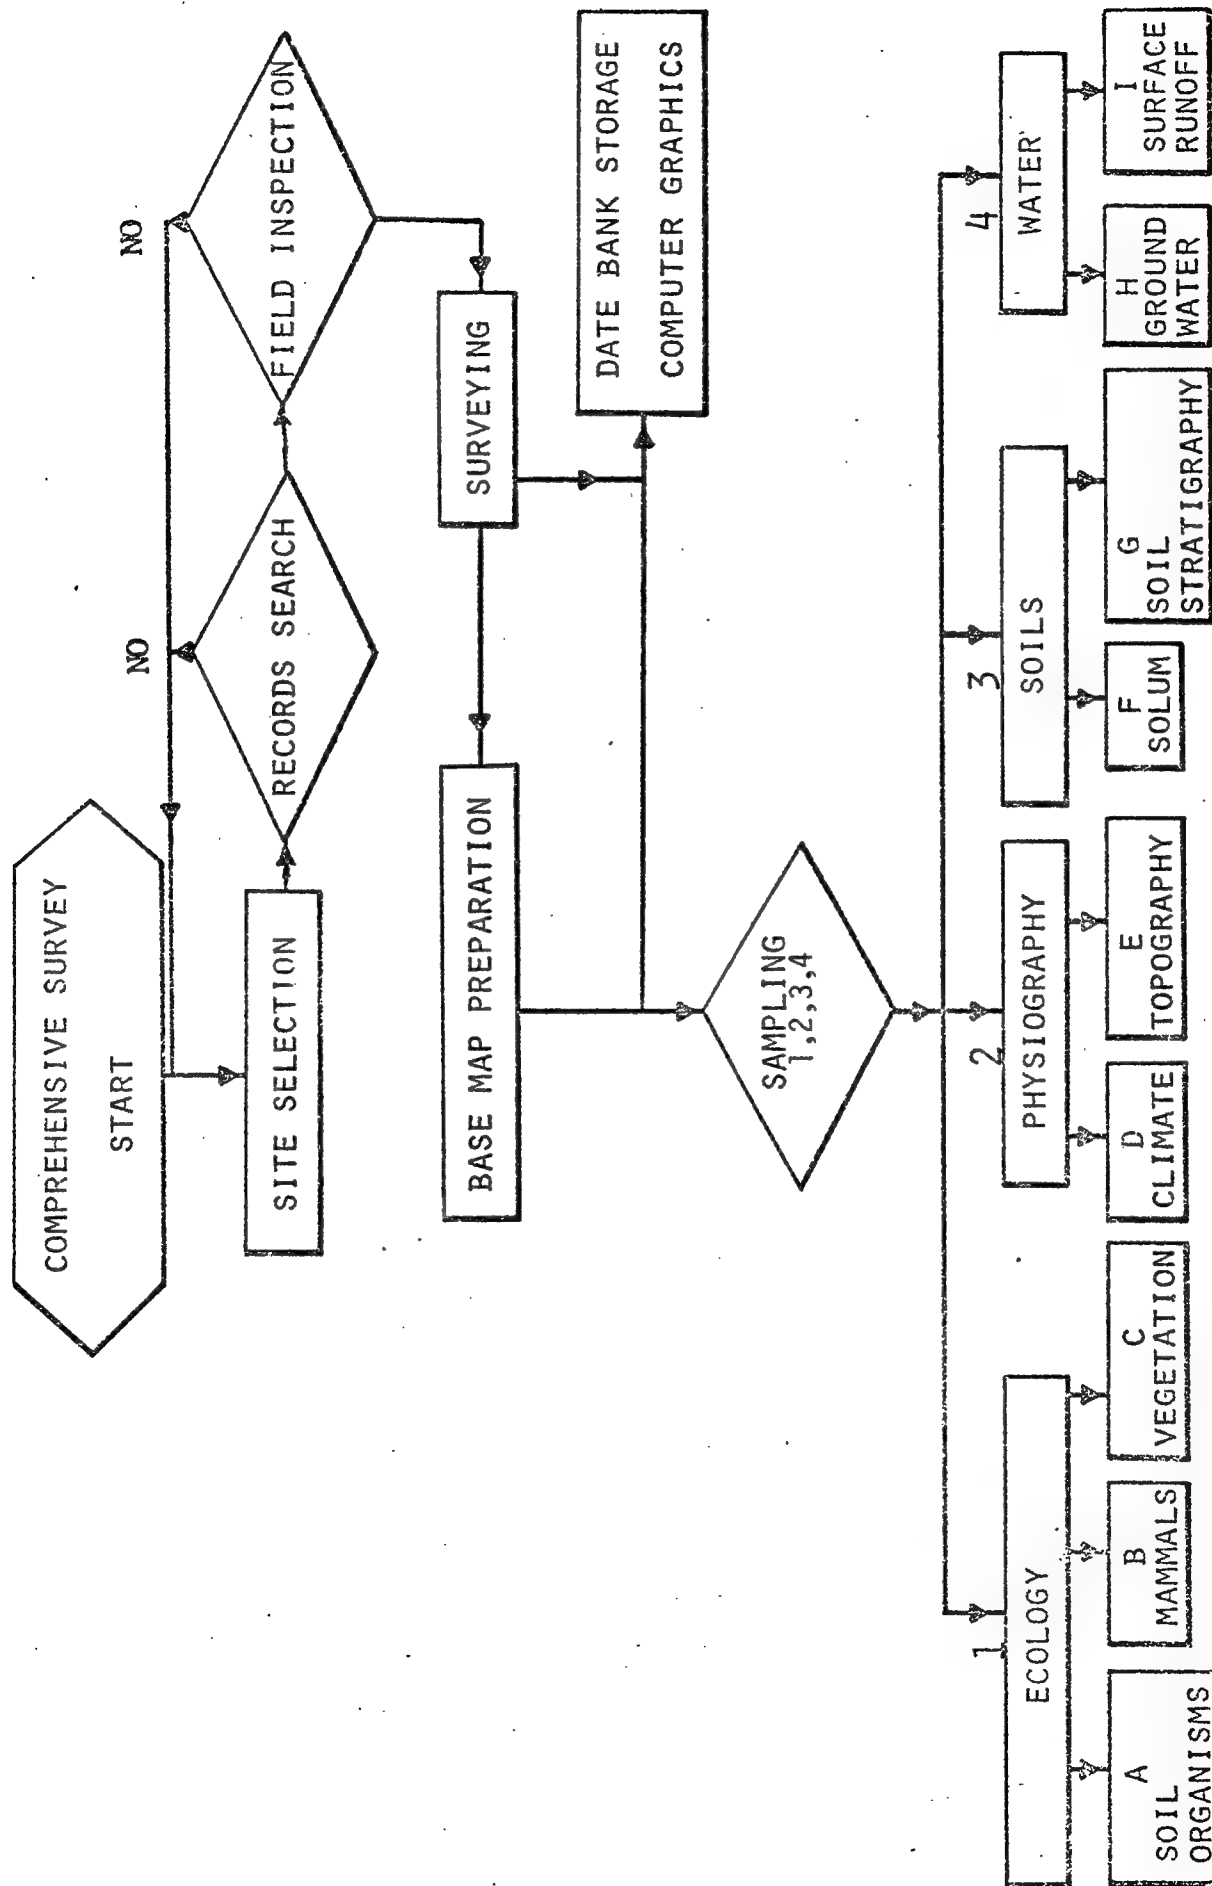 COMPREHENSIVE SURVEY
START
NO
NO
SITE SELECTION
RECORDS SEARCH
FIELD INSPECTION
BASE MAP PREPARATION
SURVEYING
DATE BANK STORAGE
COMPUTER GRAPHICS
SAMPLING
1,2,3,4
1
ECOLOGY
2
PHYSIOGRAPHY
3
SOILS
4
WATER
A
SOIL
ORGANISMS
B
MAMMALS
C
VEGETATION
D
CLIMATE
E
TOPOGRAPHY
F
SOLUM
G
SOIL
STRATIGRAPHY
H
GROUND
WATER
I
SURFACE
RUNOFF